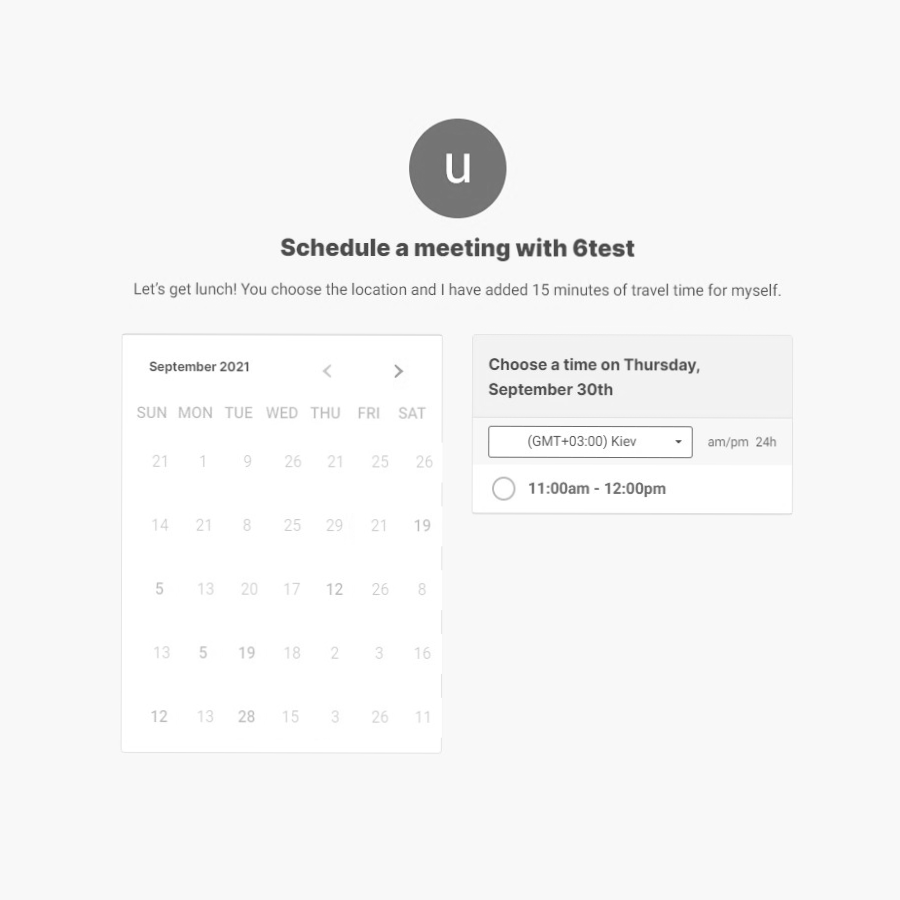 u
Schedule a meeting with 6test
Let's get lunch! You choose the location and I have added 15 minutes of travel time for myself.
September 2021
SUN MON TUE WED THU FRI SAT
21 1 9 26 21 25 26
14 21 8 25 29 21 19
5 13 20 17 12 26 8
13 5 19 18 2 3 16
12 13 28 15 3 26 11
Choose a time on Thursday,
September 30th
(GMT+03:00) Kiev am/pm 24h
11:00am - 12:00pm